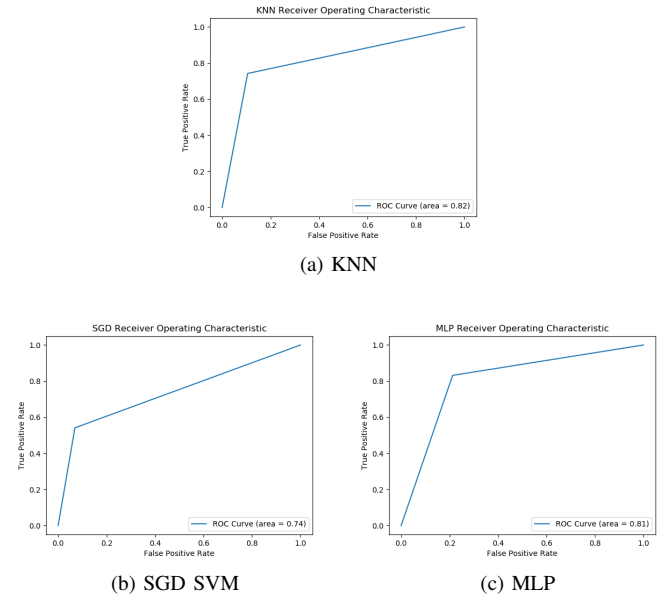 KNN Receiver Operating Characteristic
1.0
0.8
0.6
0.4
0.2
0.0
True Positive Rate
ROC Curve (area = 0.82)
0.0 0.2 0.4 0.6 0.8 1.0
False Positive Rate
(a) KNN
SGD Receiver Operating Characteristic
1.0
0.8
0.6
0.4
0.2
0.0
True Positive Rate
ROC Curve (area = 0.74)
0.0 0.2 0.4 0.6 0.8 1.0
False Positive Rate
(b) SGD SVM
MLP Receiver Operating Characteristic
1.0
0.8
0.6
0.4
0.2
0.0
True Positive Rate
ROC Curve (area = 0.81)
0.0 0.2 0.4 0.6 0.8 1.0
False Positive Rate
(c) MLP